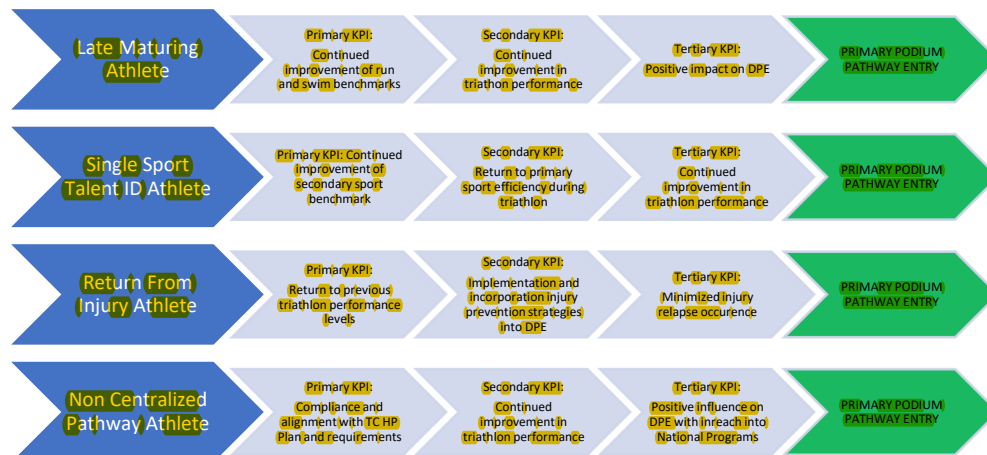 Late Maturing
Athlete
Primary KPI:
Continued
improvement of run
and swim benchmarks
Secondary KPI:
Continued
improvement in
triathlon performance
Tertiary KPI:
Positive impact on DPE
PRIMARY PODIUM
PATHWAY ENTRY
Single Sport
Talent ID Athlete
Primary KPI: Continued
improvement of
secondary sport
benchmark
Secondary KPI:
Return to primary
sport efficiency during
triathlon
Tertiary KPI:
Continued
improvement in
triathlon performance
PRIMARY PODIUM
PATHWAY ENTRY
Return From
Injury Athlete
Primary KPI:
Return to previous
triathlon performance
levels
Secondary KPI:
Implementation and
incorporation injury
prevention strategies
into DPE
Tertiary KPI:
Minimized injury
relapse occurence
PRIMARY PODIUM
PATHWAY ENTRY
Non Centralized
Pathway Athlete
Primary KPI:
Compliance and
alignment with TC HP
Plan and requirements
Secondary KPI:
Continued
improvement in
triathlon performance
Tertiary KPI:
Positive influence on
DPE with inreach into
National Programs
PRIMARY PODIUM
PATHWAY ENTRY